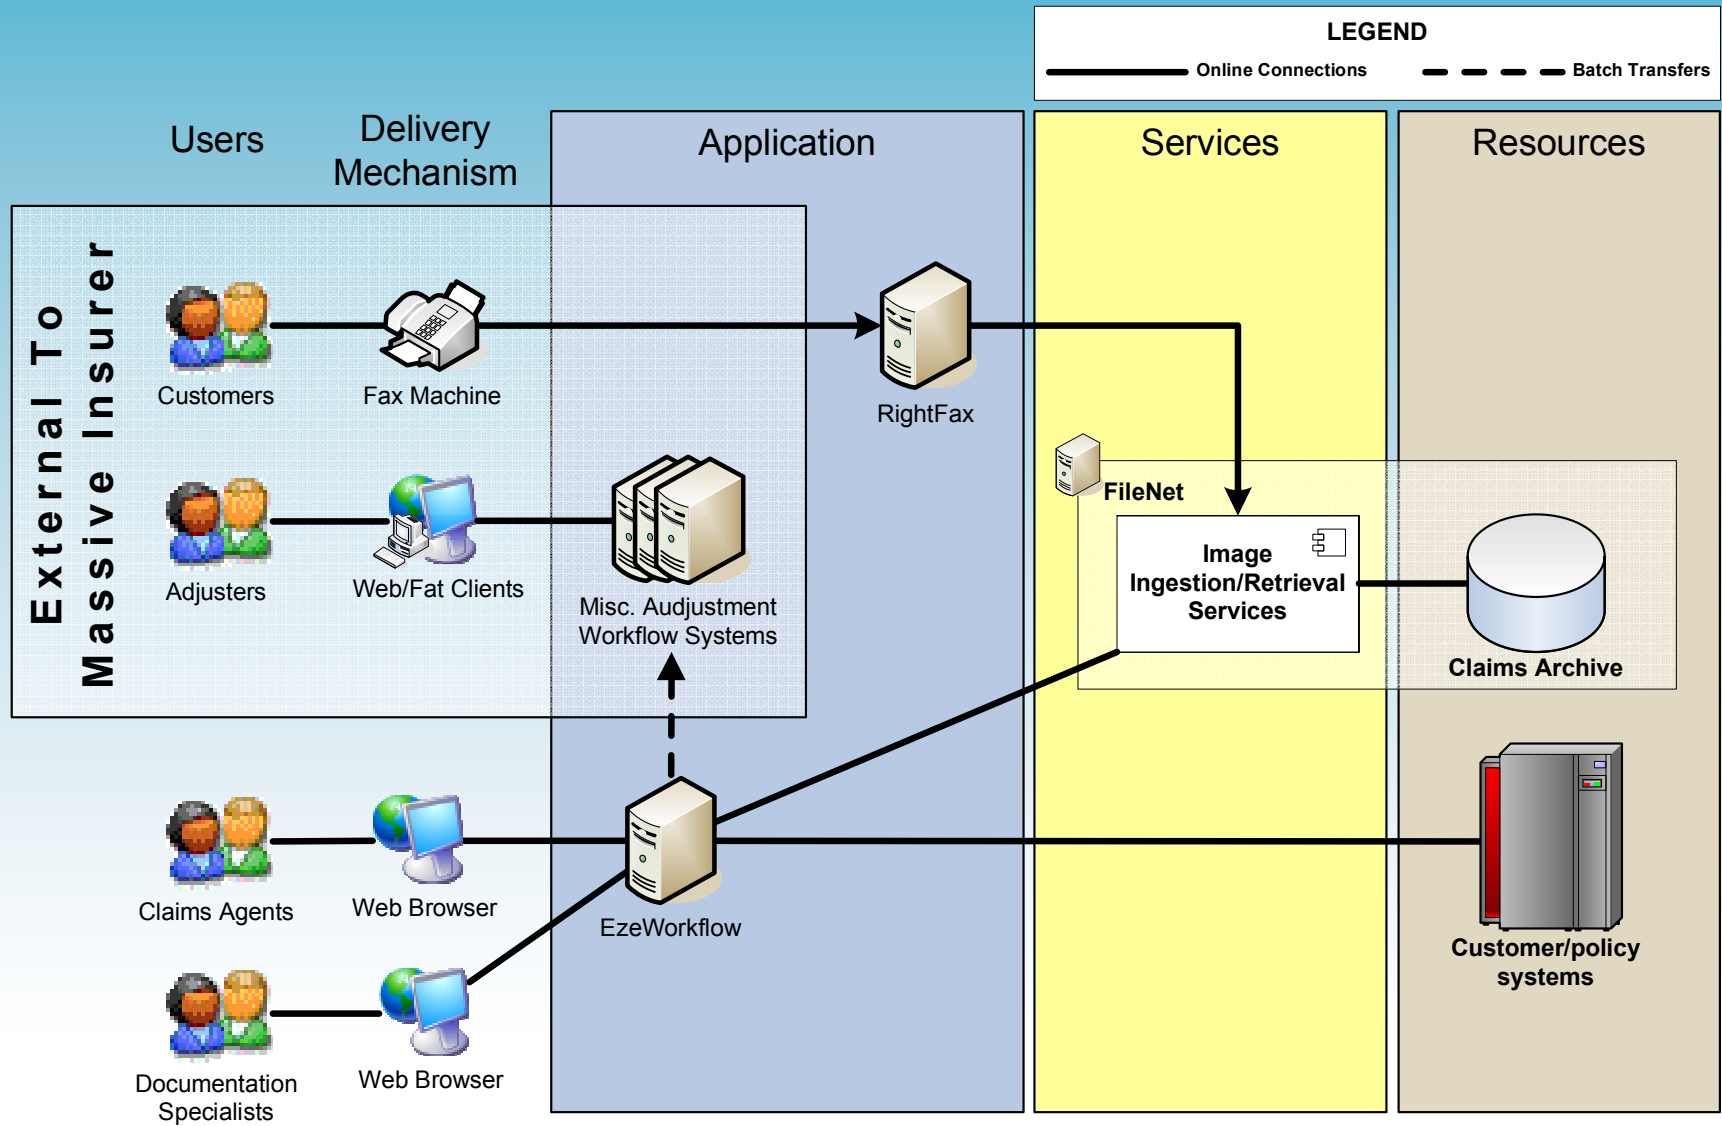 LEGEND
Online Connections
Batch Transfers
Users
Delivery
Mechanism
Application
Services
Resources
External To
Massive Insurer
Customers
Fax Machine
RightFax
FileNet
Adjusters
Web/Fat Clients
Misc. Audjustment
Workflow Systems
Image
Ingestion/Retrieval
Services
Claims Archive
Claims Agents
Web Browser
EzeWorkflow
Customer/policy
systems
Documentation
Specialists
Web Browser